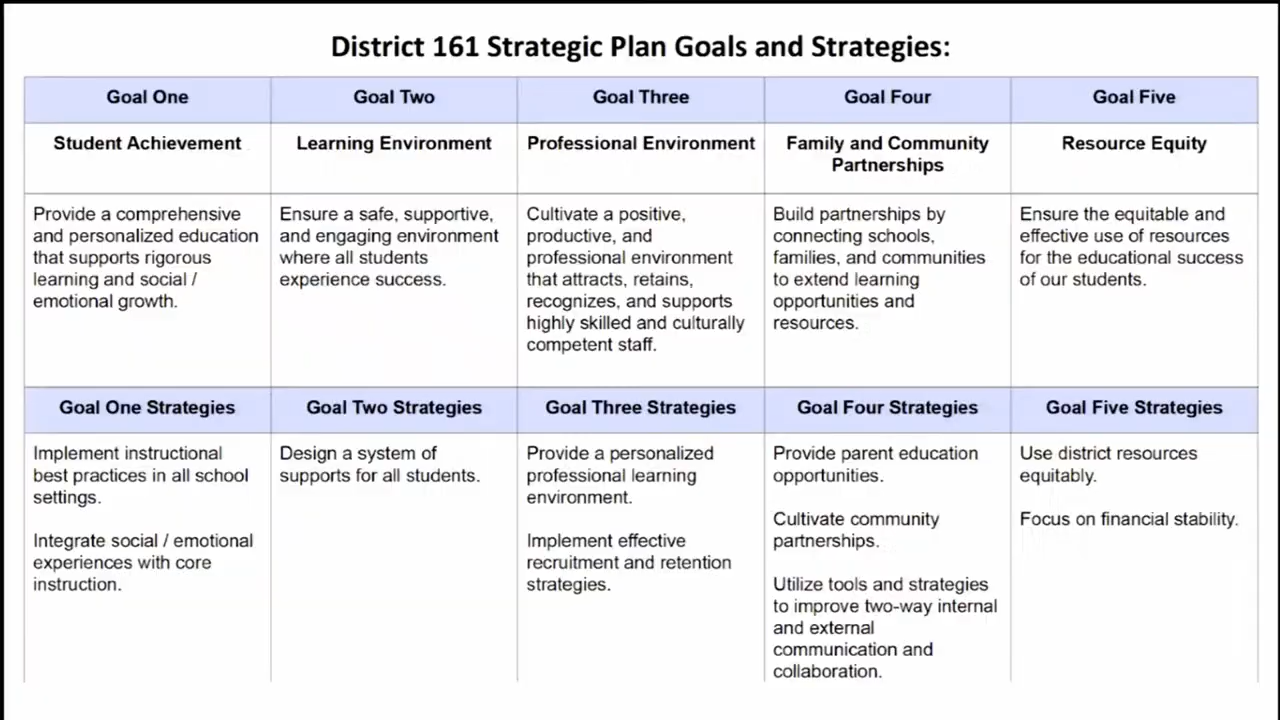 District 161 Strategic Plan Goals and Strategies:
Goal One
Goal Two
Goal Three
Goal Four
Goal Five
Student Achievement
Learning Environment
Professional Environment
Family and Community
Partnerships
Resource Equity
Provide a comprehensive
and personalized education
that supports rigorous
learning and social /
emotional growth.
Ensure a safe, supportive,
and engaging environment
where all students
experience success.
Cultivate a positive,
productive, and
professional environment
that attracts, retains,
recognizes, and supports
highly skilled and culturally
competent staff.
Build partnerships by
connecting schools,
families, and communities
to extend learning
opportunities and
resources.
Ensure the equitable and
effective use of resources
for the educational success
of our students.
Goal One Strategies
Goal Two Strategies
Goal Three Strategies
Goal Four Strategies
Goal Five Strategies
Implement instructional
best practices in all school
settings.
Integrate social / emotional
experiences with core
instruction.
Design a system of
supports for all students.
Provide a personalized
professional learning
environment.
Implement effective
recruitment and retention
strategies.
Provide parent education
opportunities.
Cultivate community
partnerships.
Utilize tools and strategies
to improve two-way internal
and external
communication and
collaboration.
Use district resources
equitably.
Focus on financial stability.